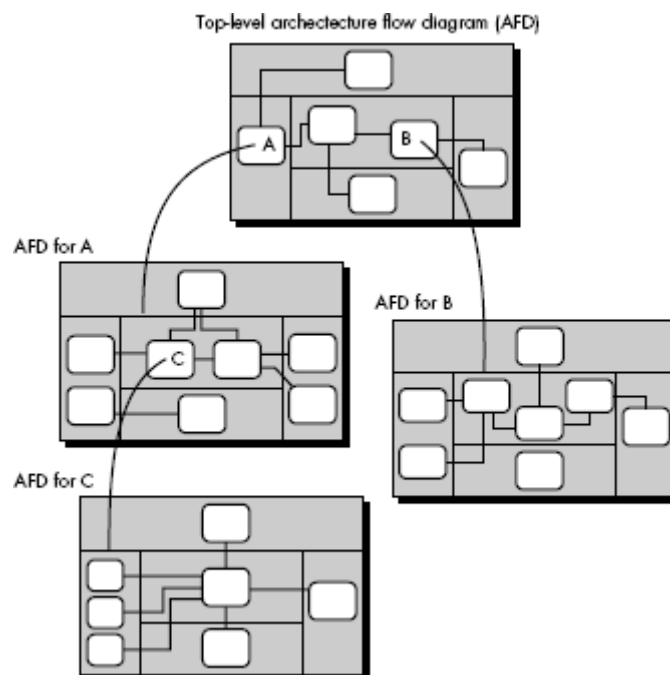 Top-level archectecture flow diagram (AFD)
A
B
AFD for A
AFD for B
C
AFD for C